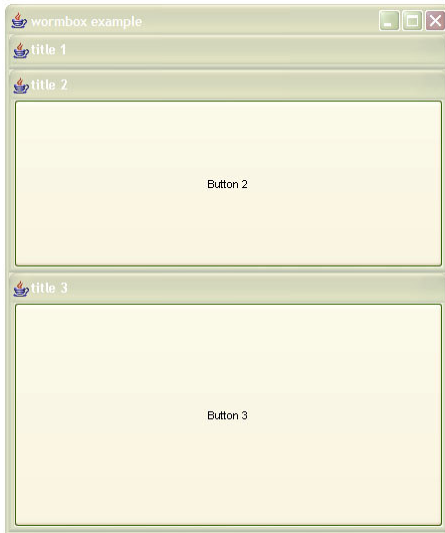 wormbox example
title 1
title 2
Button 2
title 3
Button 3